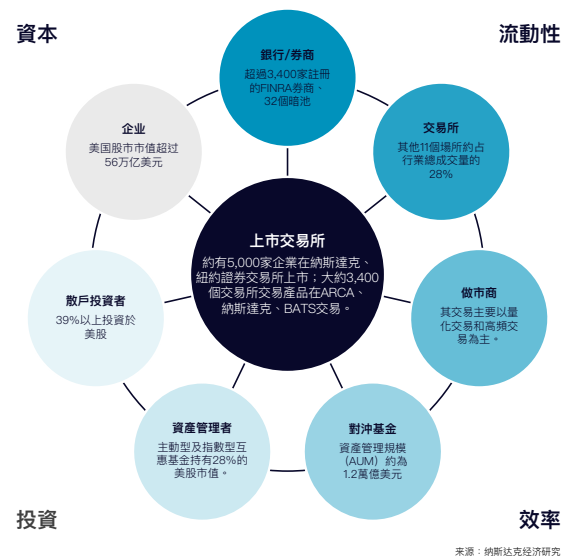 資本
流動性
銀行/券商
超過3,400家註冊
的FINRA券商、
32個暗池
企业
美国股市市值超过
56万亿美元
交易所
其他11個場所約占
行業總成交量的
28%
上市交易所
約有5,000家企業在納斯達克、
紐約證券交易所上市；大約3,400
個交易所交易產品在ARCA、
納斯達克、BATS交易。
散戶投資者
39%以上投資於
美股
做市商
其交易主要以量
化交易和高頻交
易為主。
資產管理者
主動型及指數型互
惠基金持有28%的
美股市值。
對沖基金
資產管理規模
（AUM）約為
1.2萬億美元
投資
效率
来源：纳斯达克经济研究